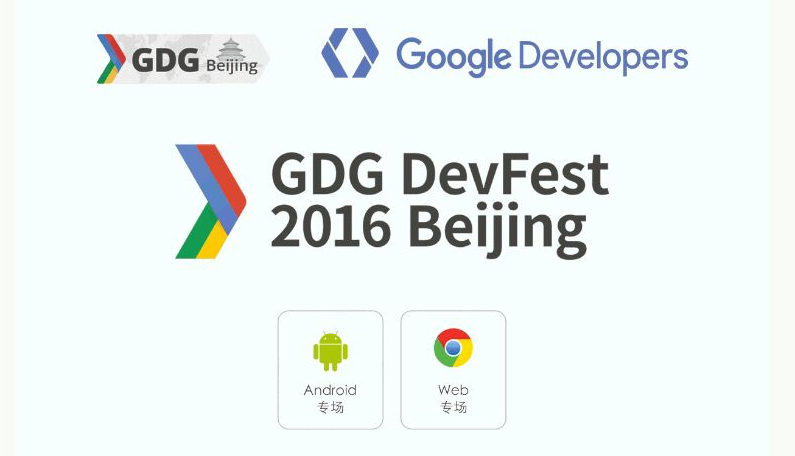 GDG Beijing
Google Developers
GDG DevFest
2016 Beijing
Android
专场
Web
专场